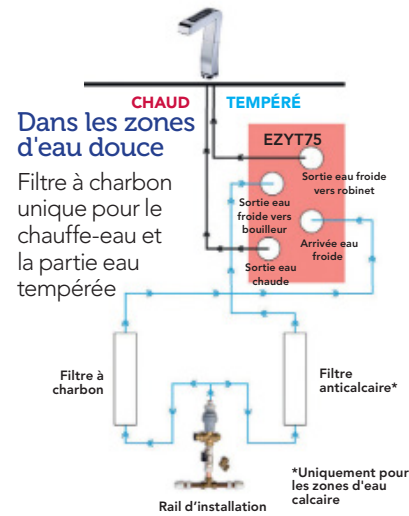 CHAUD
TEMPÉRÉ
Dans les zones
d'eau douce
Filtre à charbon
unique pour le
chauffe-eau et
la partie eau
tempérée
EZYT75
Sortie eau froide
vers robinet
Sortie eau
froide vers
bouilleur
Arrivée eau
froide
Sortie eau
chaude
Filtre à
charbon
Filtre
anticalcaire*
*Uniquement pour
les zones d'eau
calcaire
Rail d'installation